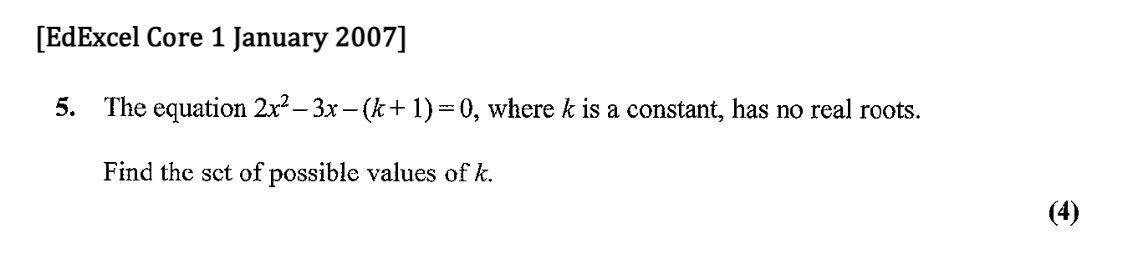 [EdExcel Core 1 January 2007]
5. The equation 2x² – 3x – (k + 1) = 0, where k is a constant, has no real roots.
Find the set of possible values of k.
(4)